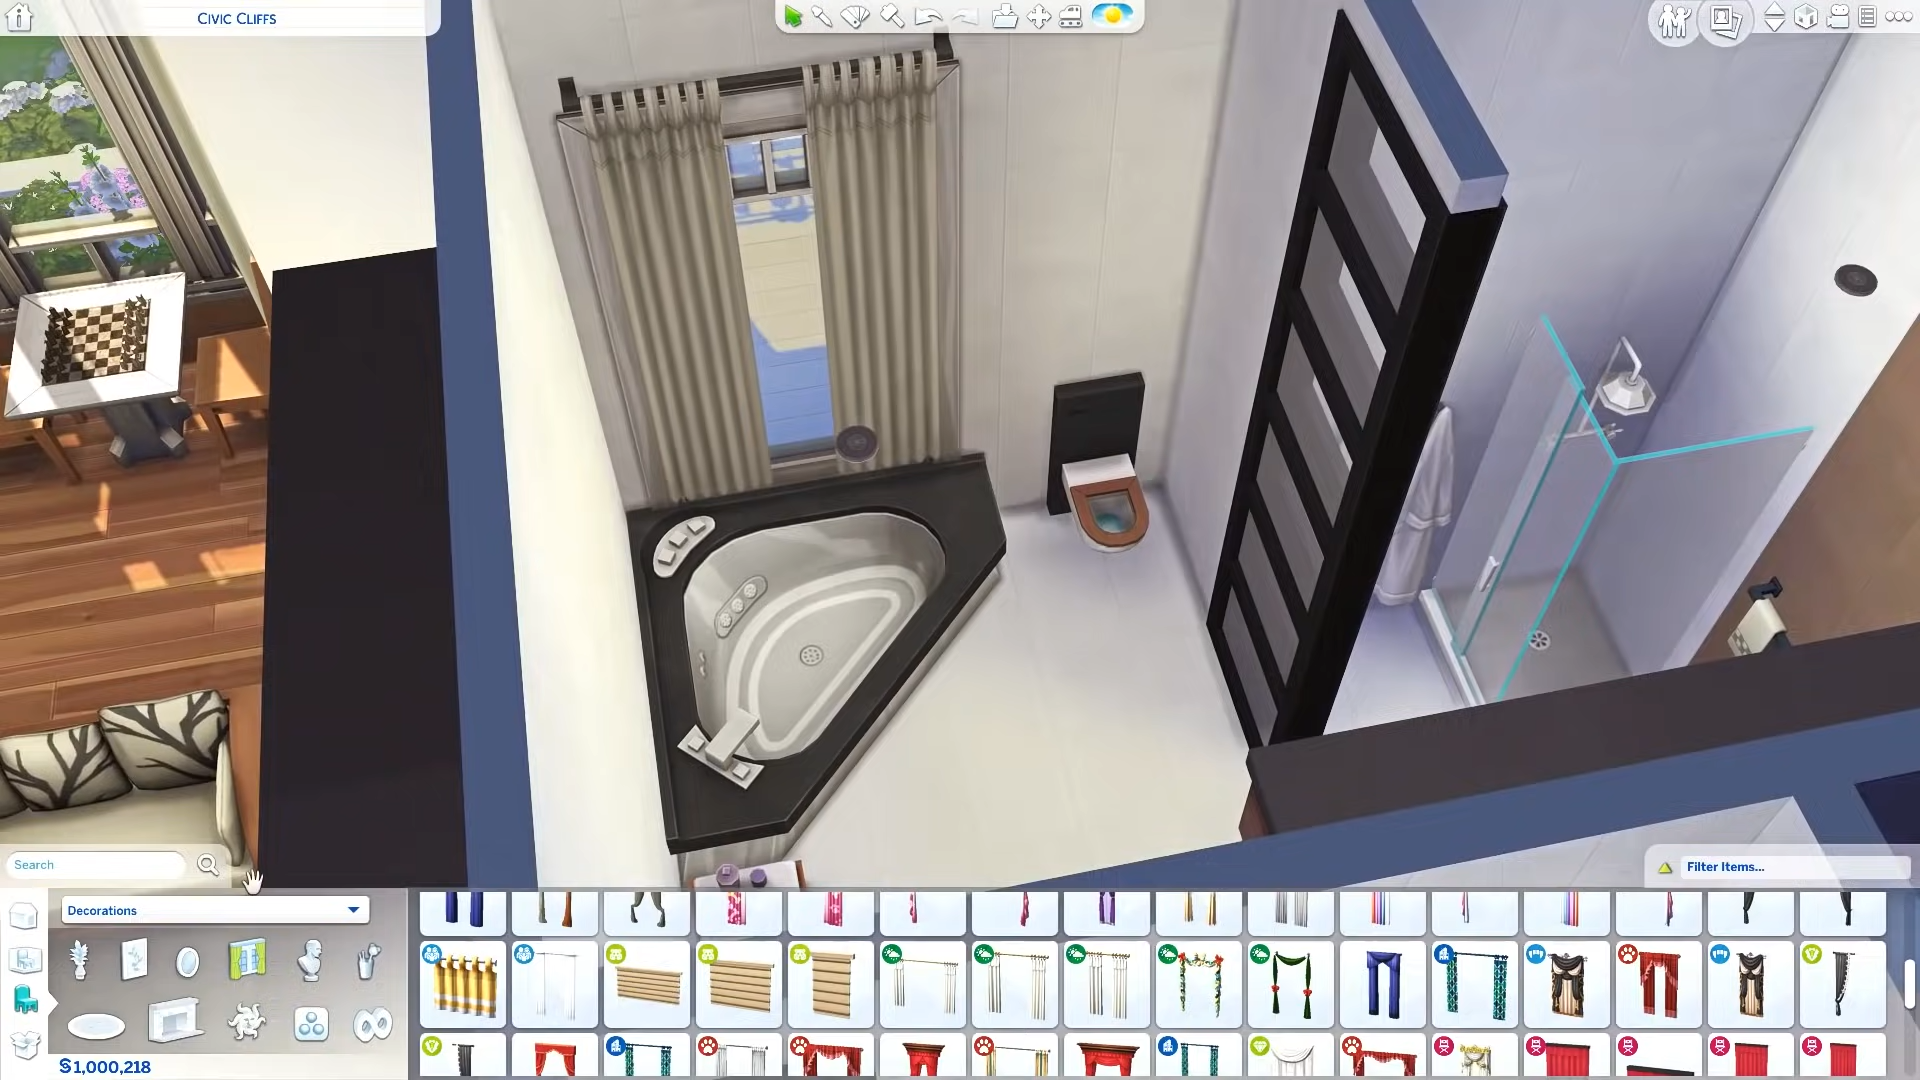 CIVIC CLIFFS
Search
Filter Items...
Decorations
§1,000,218